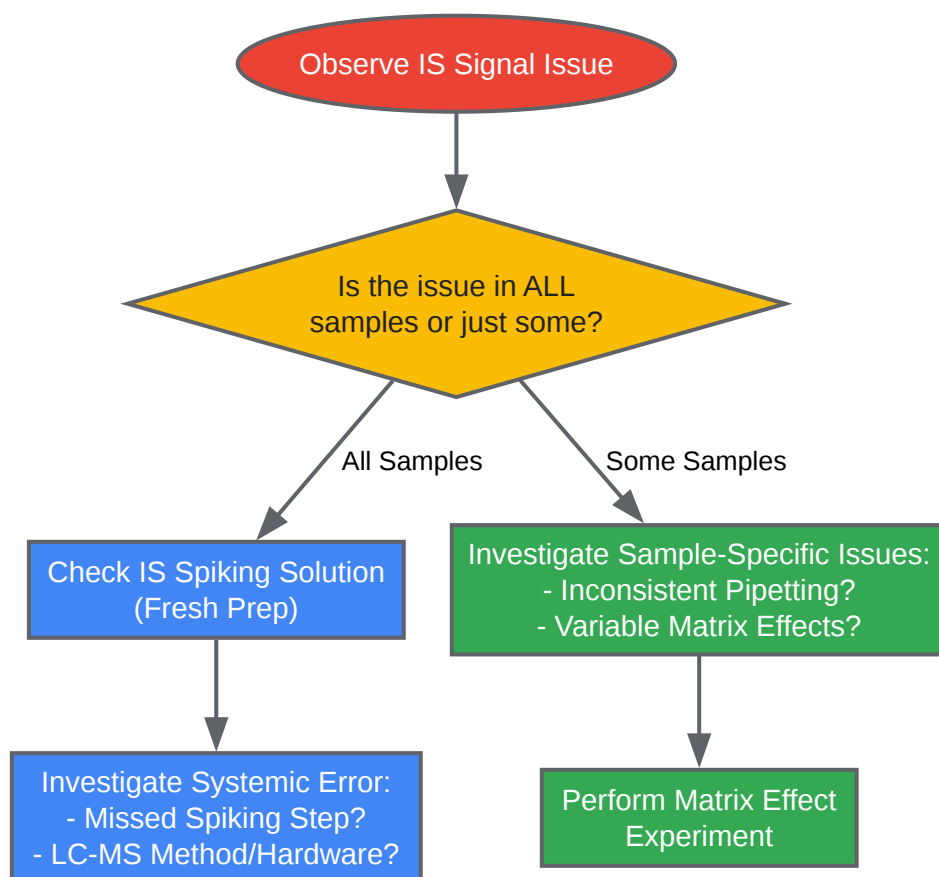 Observe IS Signal Issue
Is the issue in ALL
samples or just some?
All Samples
Some Samples
Check IS Spiking Solution
(Fresh Prep)
Investigate Sample-Specific Issues:
- Inconsistent Pipetting?
- Variable Matrix Effects?
Investigate Systemic Error:
- Missed Spiking Step?
- LC-MS Method/Hardware?
Perform Matrix Effect
Experiment